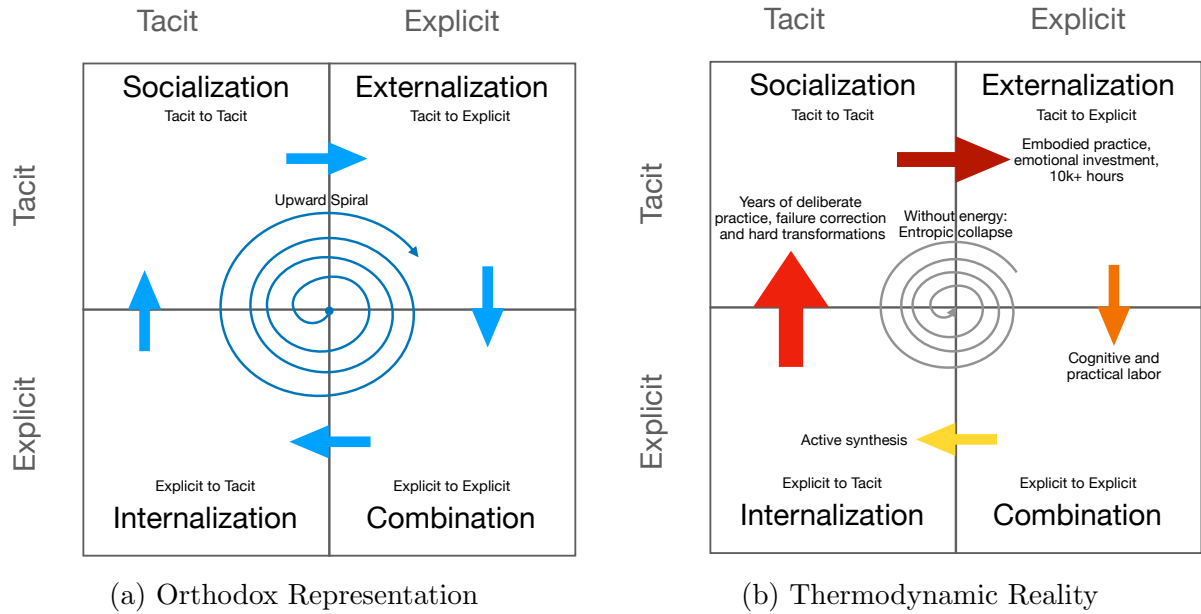 Tacit
Explicit
Tacit
Explicit
Socialization
Tacit to Tacit
Externalization
Tacit to Explicit
Upward Spiral
Explicit to Tacit
Internalization
Explicit to Explicit
Combination
(a) Orthodox Representation
Tacit
Explicit
Tacit
Explicit
Socialization
Tacit to Tacit
Externalization
Tacit to Explicit
Embodied practice,
emotional investment,
10k+ hours
Years of deliberate
practice, failure correction
and hard transformations
Without energy:
Entropic collapse
Cognitive and
practical labor
Active synthesis
Explicit to Tacit
Internalization
Explicit to Explicit
Combination
(b) Thermodynamic Reality